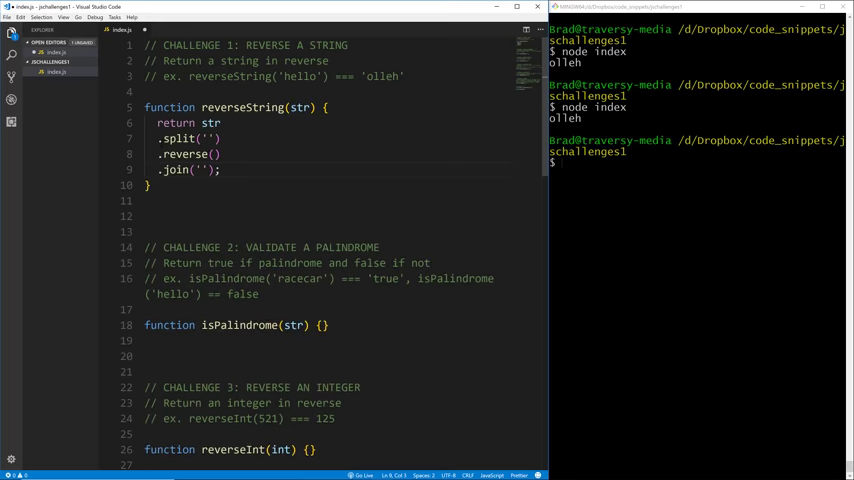 index.js - jschallenges1 - Visual Studio Code
File Edit Selection View Go Debug Tasks Help
EXPLORER
OPEN EDITORS 1 UNSAVED
index.js
JSCHALLENGES1
index.js
index.js
1 // CHALLENGE 1: REVERSE A STRING
2 // Return a string in reverse
3 // ex. reverseString('hello') === 'olleh'
4
5 function reverseString(str) {
6 return str
7 .split('')
8 .reverse()
9 .join('');
10 }
11
12
13
14 // CHALLENGE 2: VALIDATE A PALINDROME
15 // Return true if palindrome and false if not
16 // ex. isPalindrome('racecar') === 'true', isPalindrome
('hello') == false
17
18 function isPalindrome(str) {}
19
20
21
22 // CHALLENGE 3: REVERSE AN INTEGER
23 // Return an integer in reverse
24 // ex. reverseInt(521) === 125
25
26 function reverseInt(int) {}
27
0 0 Go Live Ln 9, Col 3 Spaces: 2 UTF-8 CRLF JavaScript Prettier
MINGW64:/d/Dropbox/code_snippets/jschallenges1
Brad@traversy-media /d/Dropbox/code_snippets/j
schallenges1
$ node index
olleh
Brad@traversy-media /d/Dropbox/code_snippets/j
schallenges1
$ node index
olleh
Brad@traversy-media /d/Dropbox/code_snippets/j
schallenges1
$